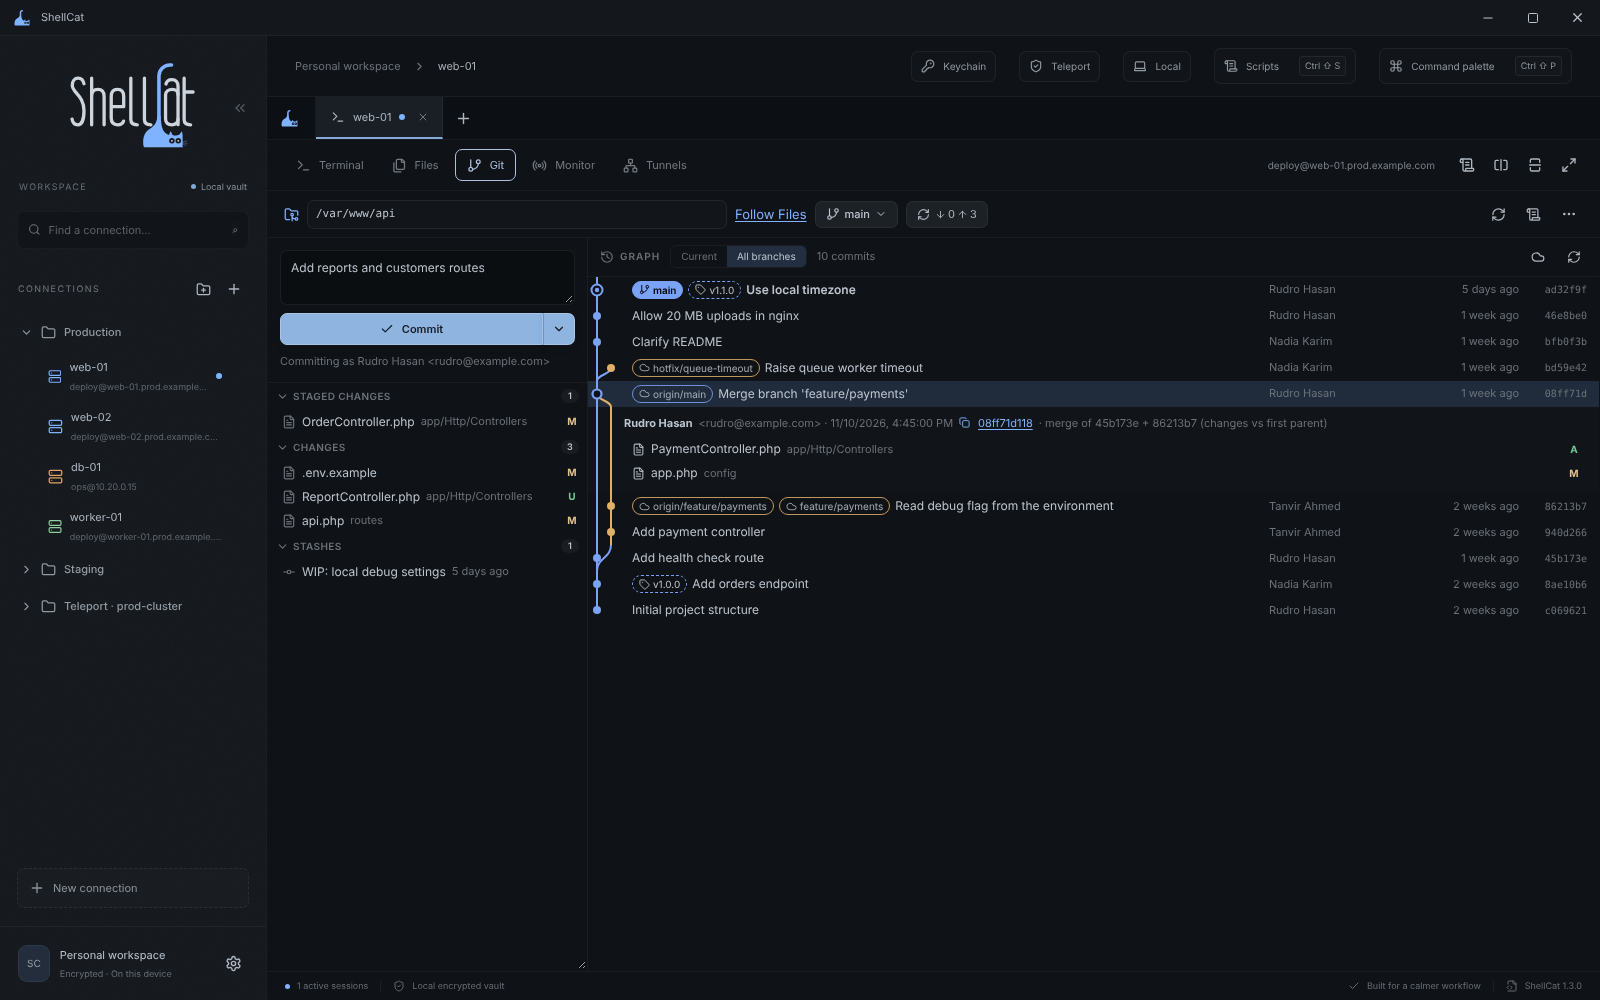 ShellCat
ShellCat
WORKSPACE
Local vault
Find a connection...
CONNECTIONS
Production
web-01
deploy@web-01.prod.example...
web-02
deploy@web-02.prod.example.c...
db-01
ops@10.20.0.15
worker-01
deploy@worker-01.prod.example....
Staging
Teleport · prod-cluster
New connection
SC
Personal workspace
Encrypted · On this device
Personal workspace > web-01
Keychain
Teleport
Local
Scripts Ctrl ⇧ S
Command palette Ctrl ⇧ P
web-01
Terminal
Files
Git
Monitor
Tunnels
deploy@web-01.prod.example.com
/var/www/api
Follow Files
main
↓ 0 ↑ 3
Add reports and customers routes
Commit
Committing as Rudro Hasan <rudro@example.com>
STAGED CHANGES 1
OrderController.php app/Http/Controllers M
CHANGES 3
.env.example M
ReportController.php app/Http/Controllers U
api.php routes M
STASHES 1
WIP: local debug settings 5 days ago
GRAPH Current All branches 10 commits
main v1.1.0 Use local timezone Rudro Hasan 5 days ago ad32f9f
Allow 20 MB uploads in nginx Rudro Hasan 1 week ago 46e8be0
Clarify README Nadia Karim 1 week ago bfb0f3b
hotfix/queue-timeout Raise queue worker timeout Nadia Karim 1 week ago bd59e42
origin/main Merge branch 'feature/payments' Rudro Hasan 1 week ago 08ff71d
Rudro Hasan <rudro@example.com> · 11/10/2026, 4:45:00 PM 08ff71d118 · merge of 45b173e + 86213b7 (changes vs first parent)
PaymentController.php app/Http/Controllers A
app.php config M
origin/feature/payments feature/payments Read debug flag from the environment Tanvir Ahmed 2 weeks ago 86213b7
Add payment controller Tanvir Ahmed 2 weeks ago 940d266
Add health check route Rudro Hasan 1 week ago 45b173e
v1.0.0 Add orders endpoint Nadia Karim 2 weeks ago 8ae10b6
Initial project structure Rudro Hasan 2 weeks ago c069621
1 active sessions
Local encrypted vault
Built for a calmer workflow
ShellCat 1.3.0